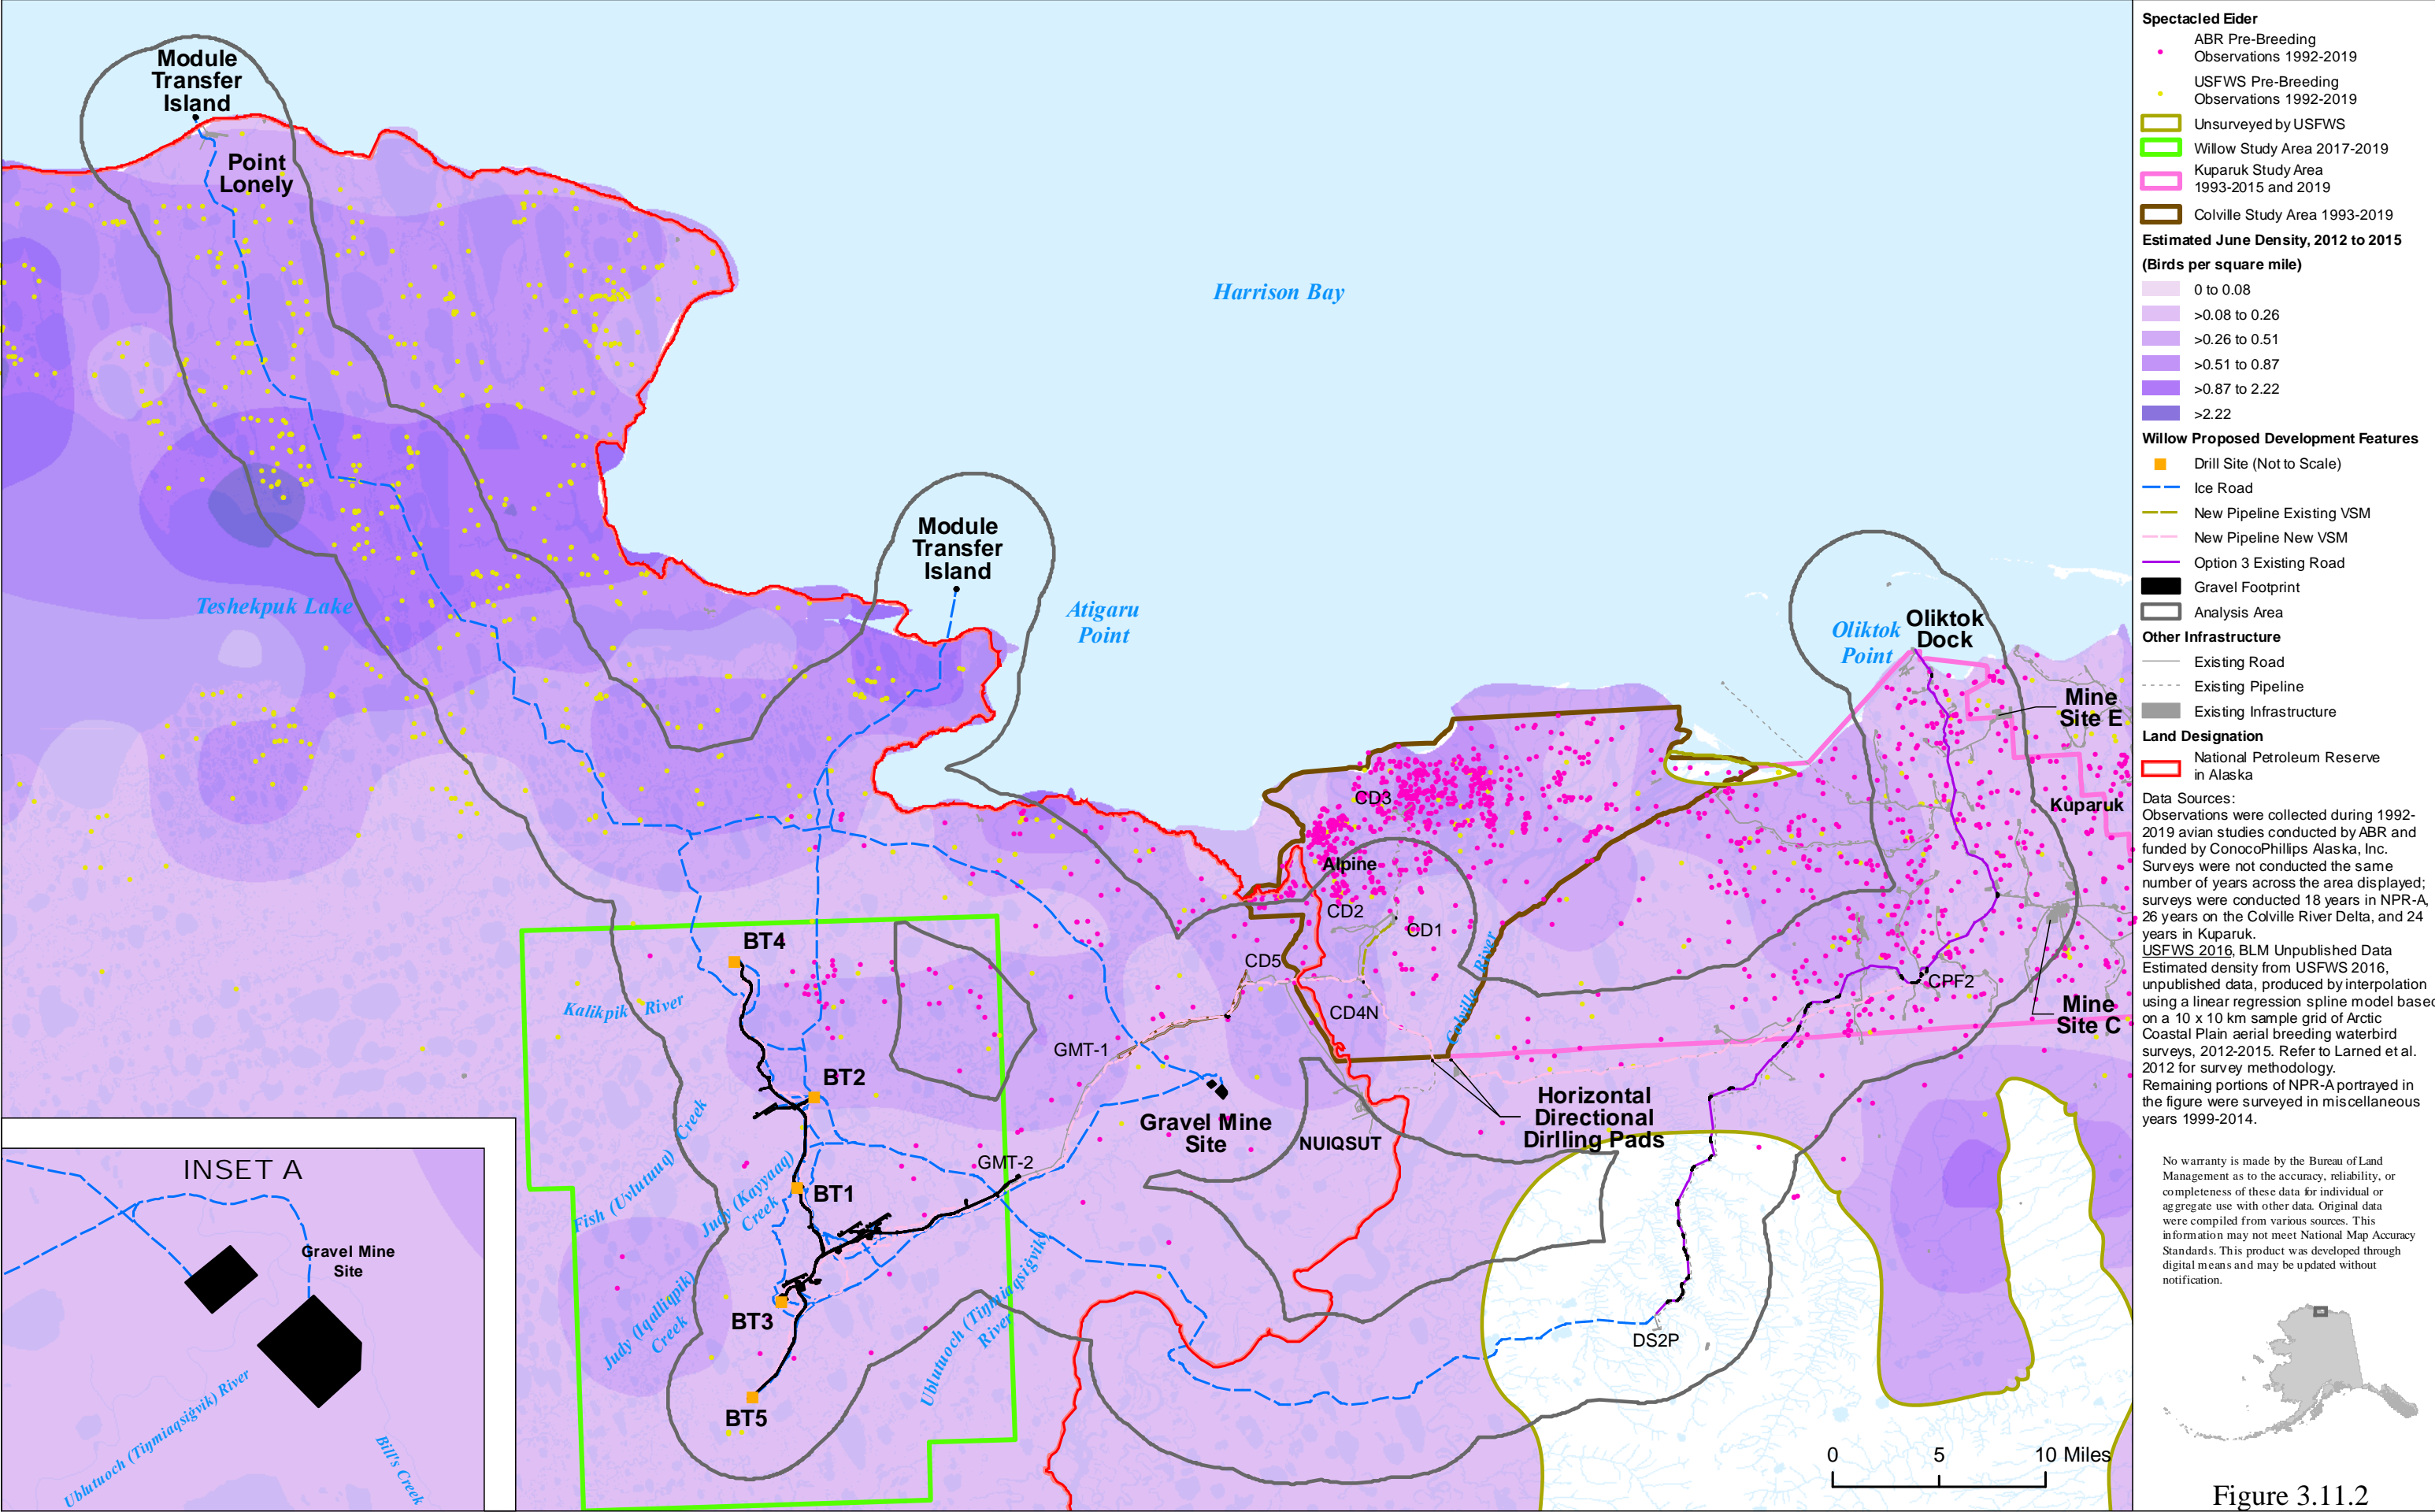 Module
Transfer
Island
Point
Lonely
Harrison Bay
Teshekpuk Lake
Module
Transfer
Island
Atigaru
Point
Oliktok
Point
Oliktok
Dock
Mine
Site E
Kuparuk
CD3
Alpine
CD2
CD1
CD5
CD4N
Colville River
CPF2
Mine
Site C
BT4
Kalikpik River
BT2
GMT-1
Gravel Mine
Site
NUIQSUT
Horizontal
Directional
Dirlling Pads
Fish (Uvlutuuq) Creek
Judy (Kayyaaq)
Creek
BT1
GMT-2
Judy (Iqalliqpik)
Creek
BT3
Ublutuoch (Tiŋmiaqsiġvik)
River
BT5
DS2P
0 5 10 Miles
INSET A
Gravel Mine
Site
Ublutuoch (Tiŋmiaqsiġvik) River
Bill's Creek
Spectacled Eider
ABR Pre-Breeding
Observations 1992-2019
USFWS Pre-Breeding
Observations 1992-2019
Unsurveyed by USFWS
Willow Study Area 2017-2019
Kuparuk Study Area
1993-2015 and 2019
Colville Study Area 1993-2019
Estimated June Density, 2012 to 2015
(Birds per square mile)
0 to 0.08
>0.08 to 0.26
>0.26 to 0.51
>0.51 to 0.87
>0.87 to 2.22
>2.22
Willow Proposed Development Features
Drill Site (Not to Scale)
Ice Road
New Pipeline Existing VSM
New Pipeline New VSM
Option 3 Existing Road
Gravel Footprint
Analysis Area
Other Infrastructure
Existing Road
Existing Pipeline
Existing Infrastructure
Land Designation
National Petroleum Reserve
in Alaska
Data Sources:
Observations were collected during 1992-
2019 avian studies conducted by ABR and
funded by ConocoPhillips Alaska, Inc.
Surveys were not conducted the same
number of years across the area displayed;
surveys were conducted 18 years in NPR-A,
26 years on the Colville River Delta, and 24
years in Kuparuk.
USFWS 2016, BLM Unpublished Data
Estimated density from USFWS 2016,
unpublished data, produced by interpolation
using a linear regression spline model based
on a 10 x 10 km sample grid of Arctic
Coastal Plain aerial breeding waterbird
surveys, 2012-2015. Refer to Larned et al.
2012 for survey methodology.
Remaining portions of NPR-A portrayed in
the figure were surveyed in miscellaneous
years 1999-2014.
No warranty is made by the Bureau of Land
Management as to the accuracy, reliability, or
completeness of these data for individual or
aggregate use with other data. Original data
were compiled from various sources. This
information may not meet National Map Accuracy
Standards. This product was developed through
digital means and may be updated without
notification.
Figure 3.11.2